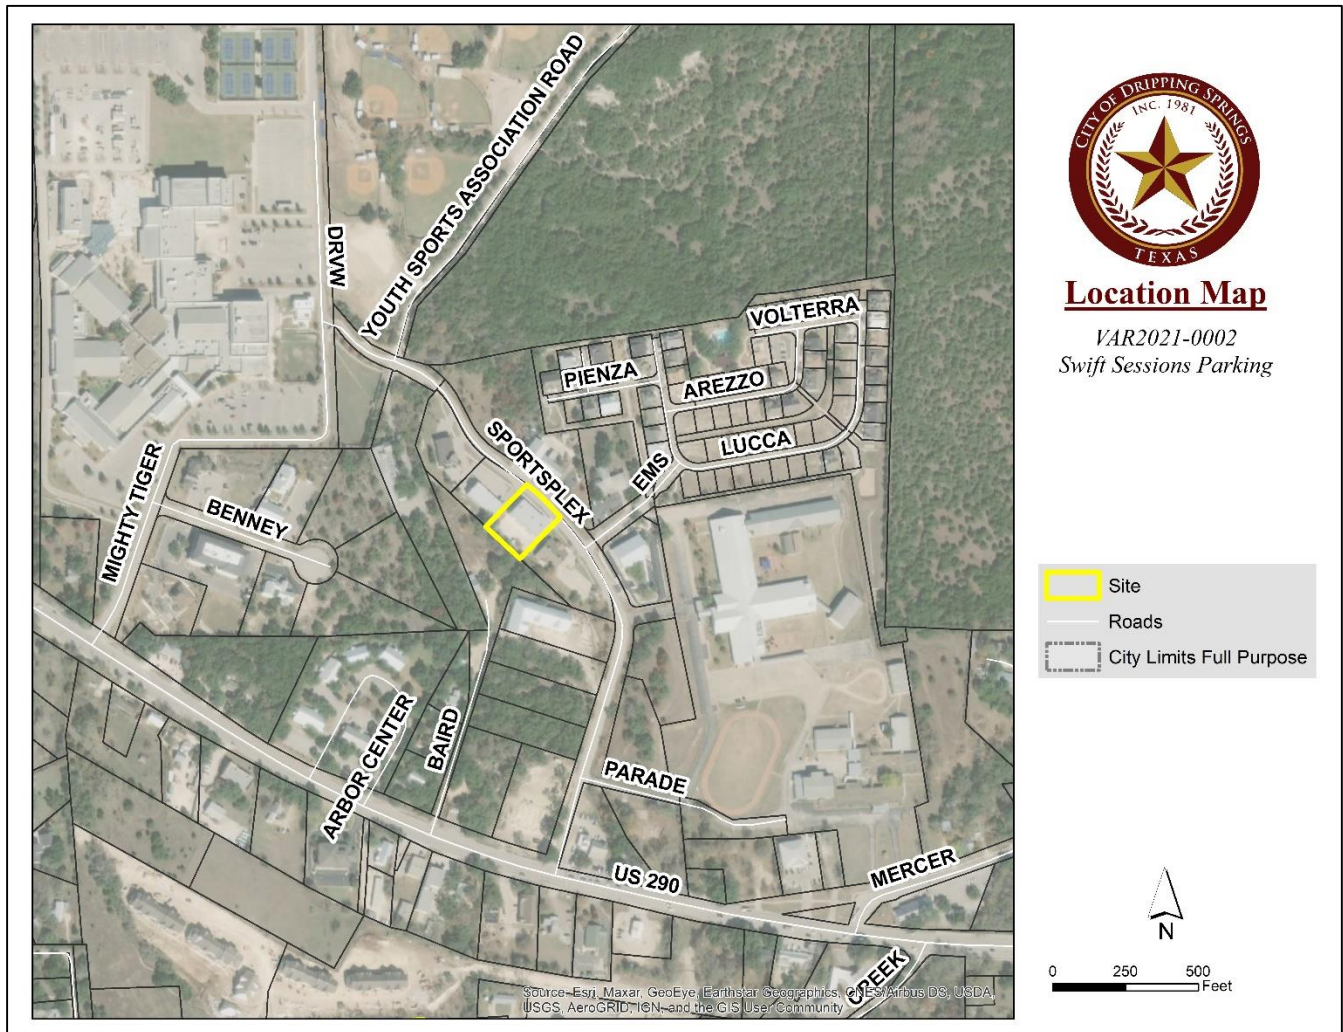 DRVW
YOUTH SPORTS ASSOCIATION ROAD
VOLTERRA
PIENZA
AREZZO
LUCCA
SPORTSPLEX
EMS
MIGHTY TIGER
BENNEY
ARBOR CENTER
BAIRD
PARADE
US 290
MERCER
CREEK
Source: Esri, Maxar, GeoEye, Earthstar Geographics, CNES/Airbus DS, USDA,
USGS, AeroGRID, IGN, and the GIS User Community
CITY OF DRIPPING SPRINGS
INC. 1981
TEXAS
Location Map
VAR2021-0002
Swift Sessions Parking
Site
Roads
City Limits Full Purpose
N
0 250 500
Feet